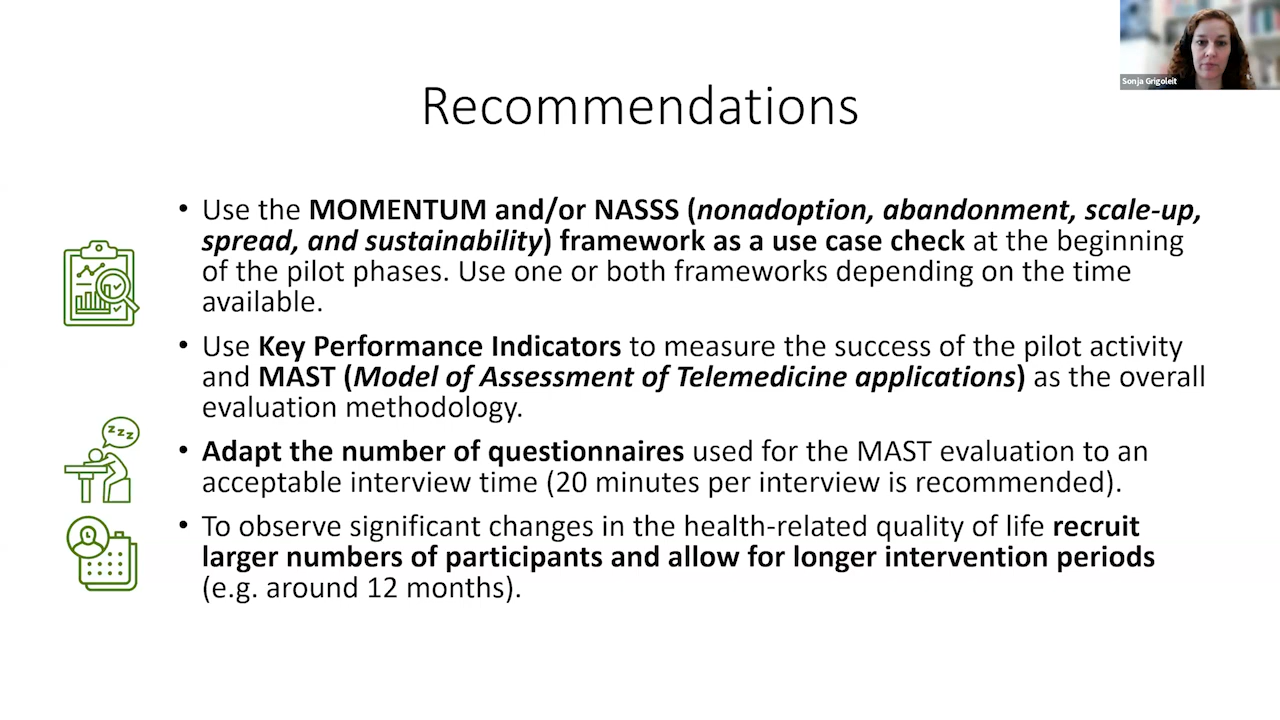 Sonja Grigoleit
Recommendations
• Use the MOMENTUM and/or NASSS (nonadoption, abandonment, scale-up,
spread, and sustainability) framework as a use case check at the beginning
of the pilot phases. Use one or both frameworks depending on the time
available.
• Use Key Performance Indicators to measure the success of the pilot activity
and MAST (Model of Assessment of Telemedicine applications) as the overall
evaluation methodology.
zzz
• Adapt the number of questionnaires used for the MAST evaluation to an
acceptable interview time (20 minutes per interview is recommended).
• To observe significant changes in the health-related quality of life recruit
larger numbers of participants and allow for longer intervention periods
(e.g. around 12 months).